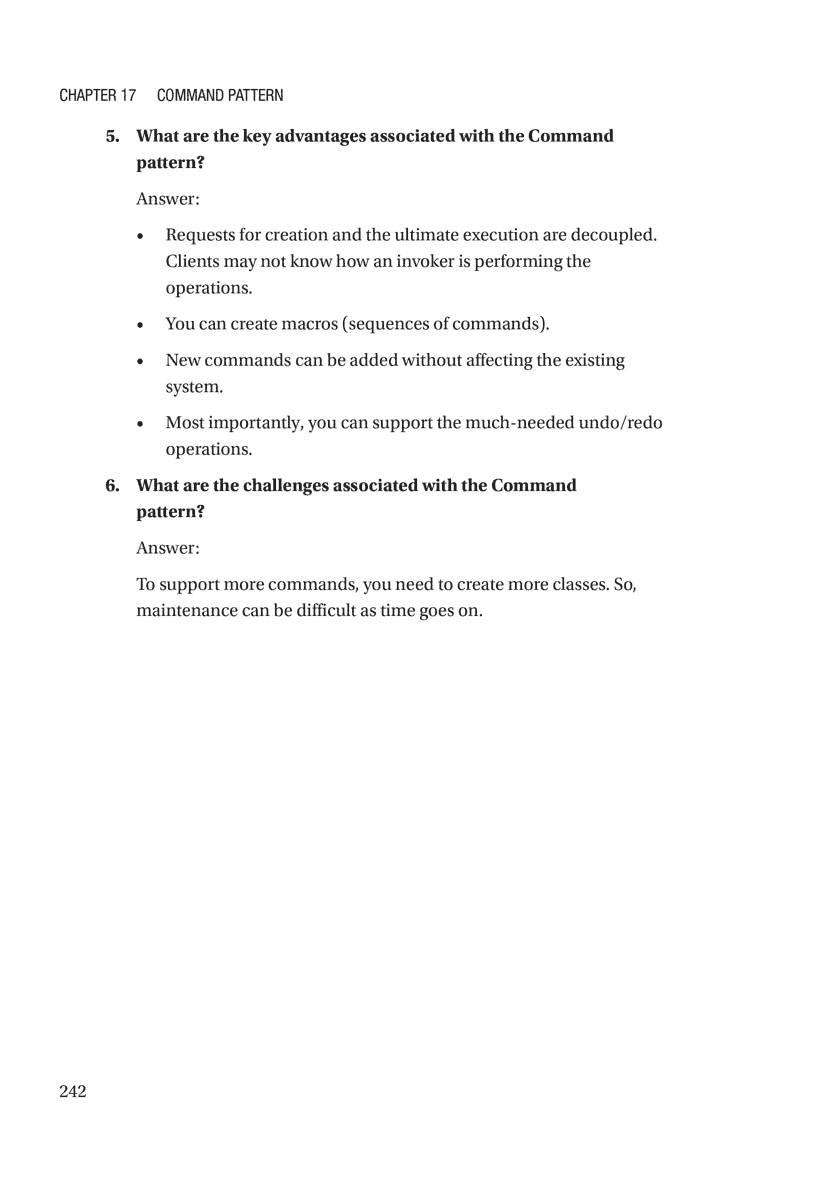 CHAPTER 17 COMMAND PATTERN
5. What are the key advantages associated with the Command
pattern?
Answer:
• Requests for creation and the ultimate execution are decoupled.
Clients may not know how an invoker is performing the
operations.
• You can create macros (sequences of commands).
• New commands can be added without affecting the existing
system.
• Most importantly, you can support the much-needed undo/redo
operations.
6. What are the challenges associated with the Command
pattern?
Answer:
To support more commands, you need to create more classes. So,
maintenance can be difficult as time goes on.
242